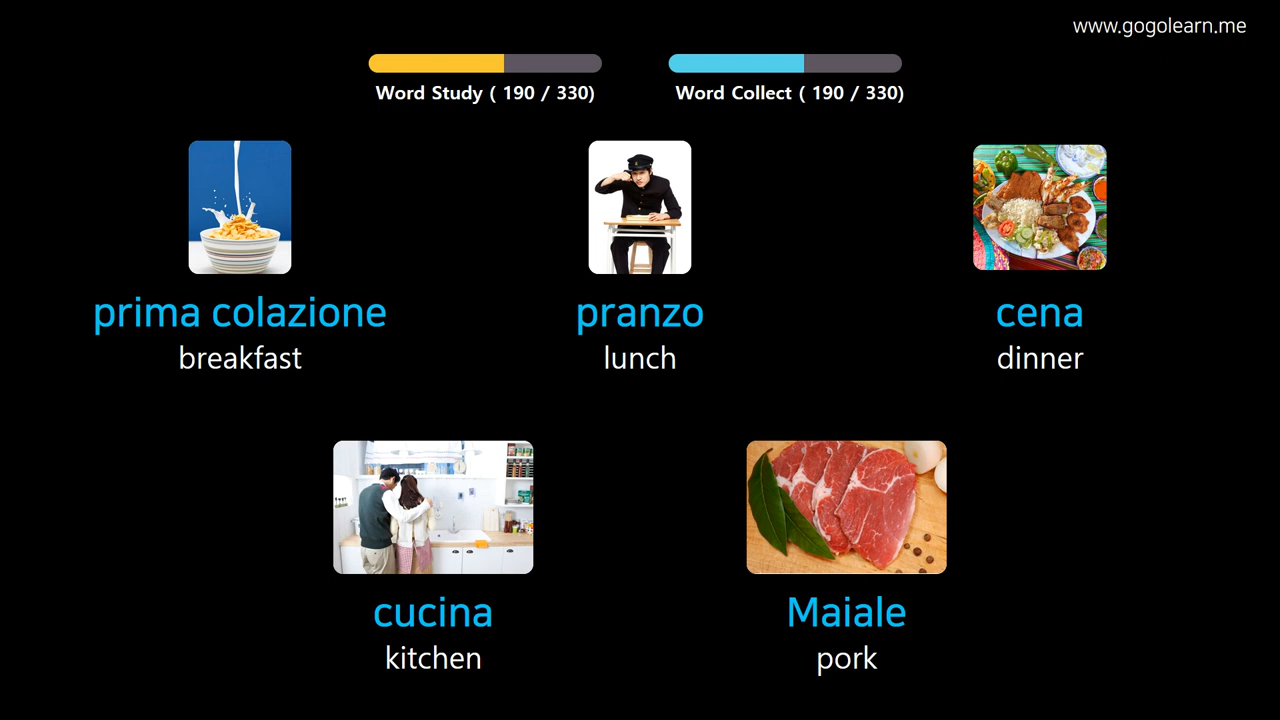 www.gogolearn.me
Word Study ( 190 / 330)
Word Collect ( 190 / 330)
prima colazione
breakfast
pranzo
lunch
cena
dinner
cucina
kitchen
Maiale
pork